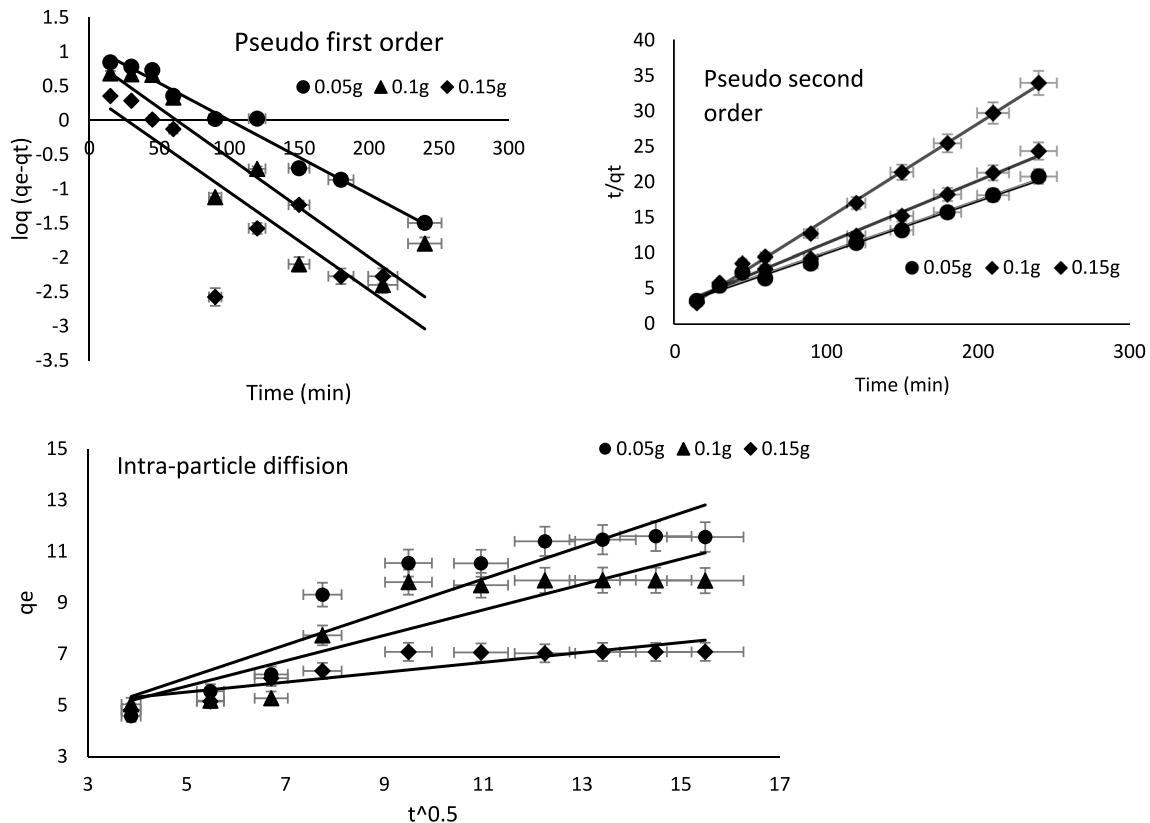 Pseudo first order
0.05g 0.1g 0.15g
1.5
1
0.5
0
-0.5
-1
-1.5
-2
-2.5
-3
-3.5
0 50 100 150 200 250 300
loq (qe-qt)
Time (min)
Pseudo second
order
40
35
30
25
20
15
10
5
0
0.05g 0.1g 0.15g
0 100 200 300
t/qt
Time (min)
Intra-particle diffision
0.05g 0.1g 0.15g
15
13
11
9
7
5
3
3 5 7 9 11 13 15 17
qe
t^0.5